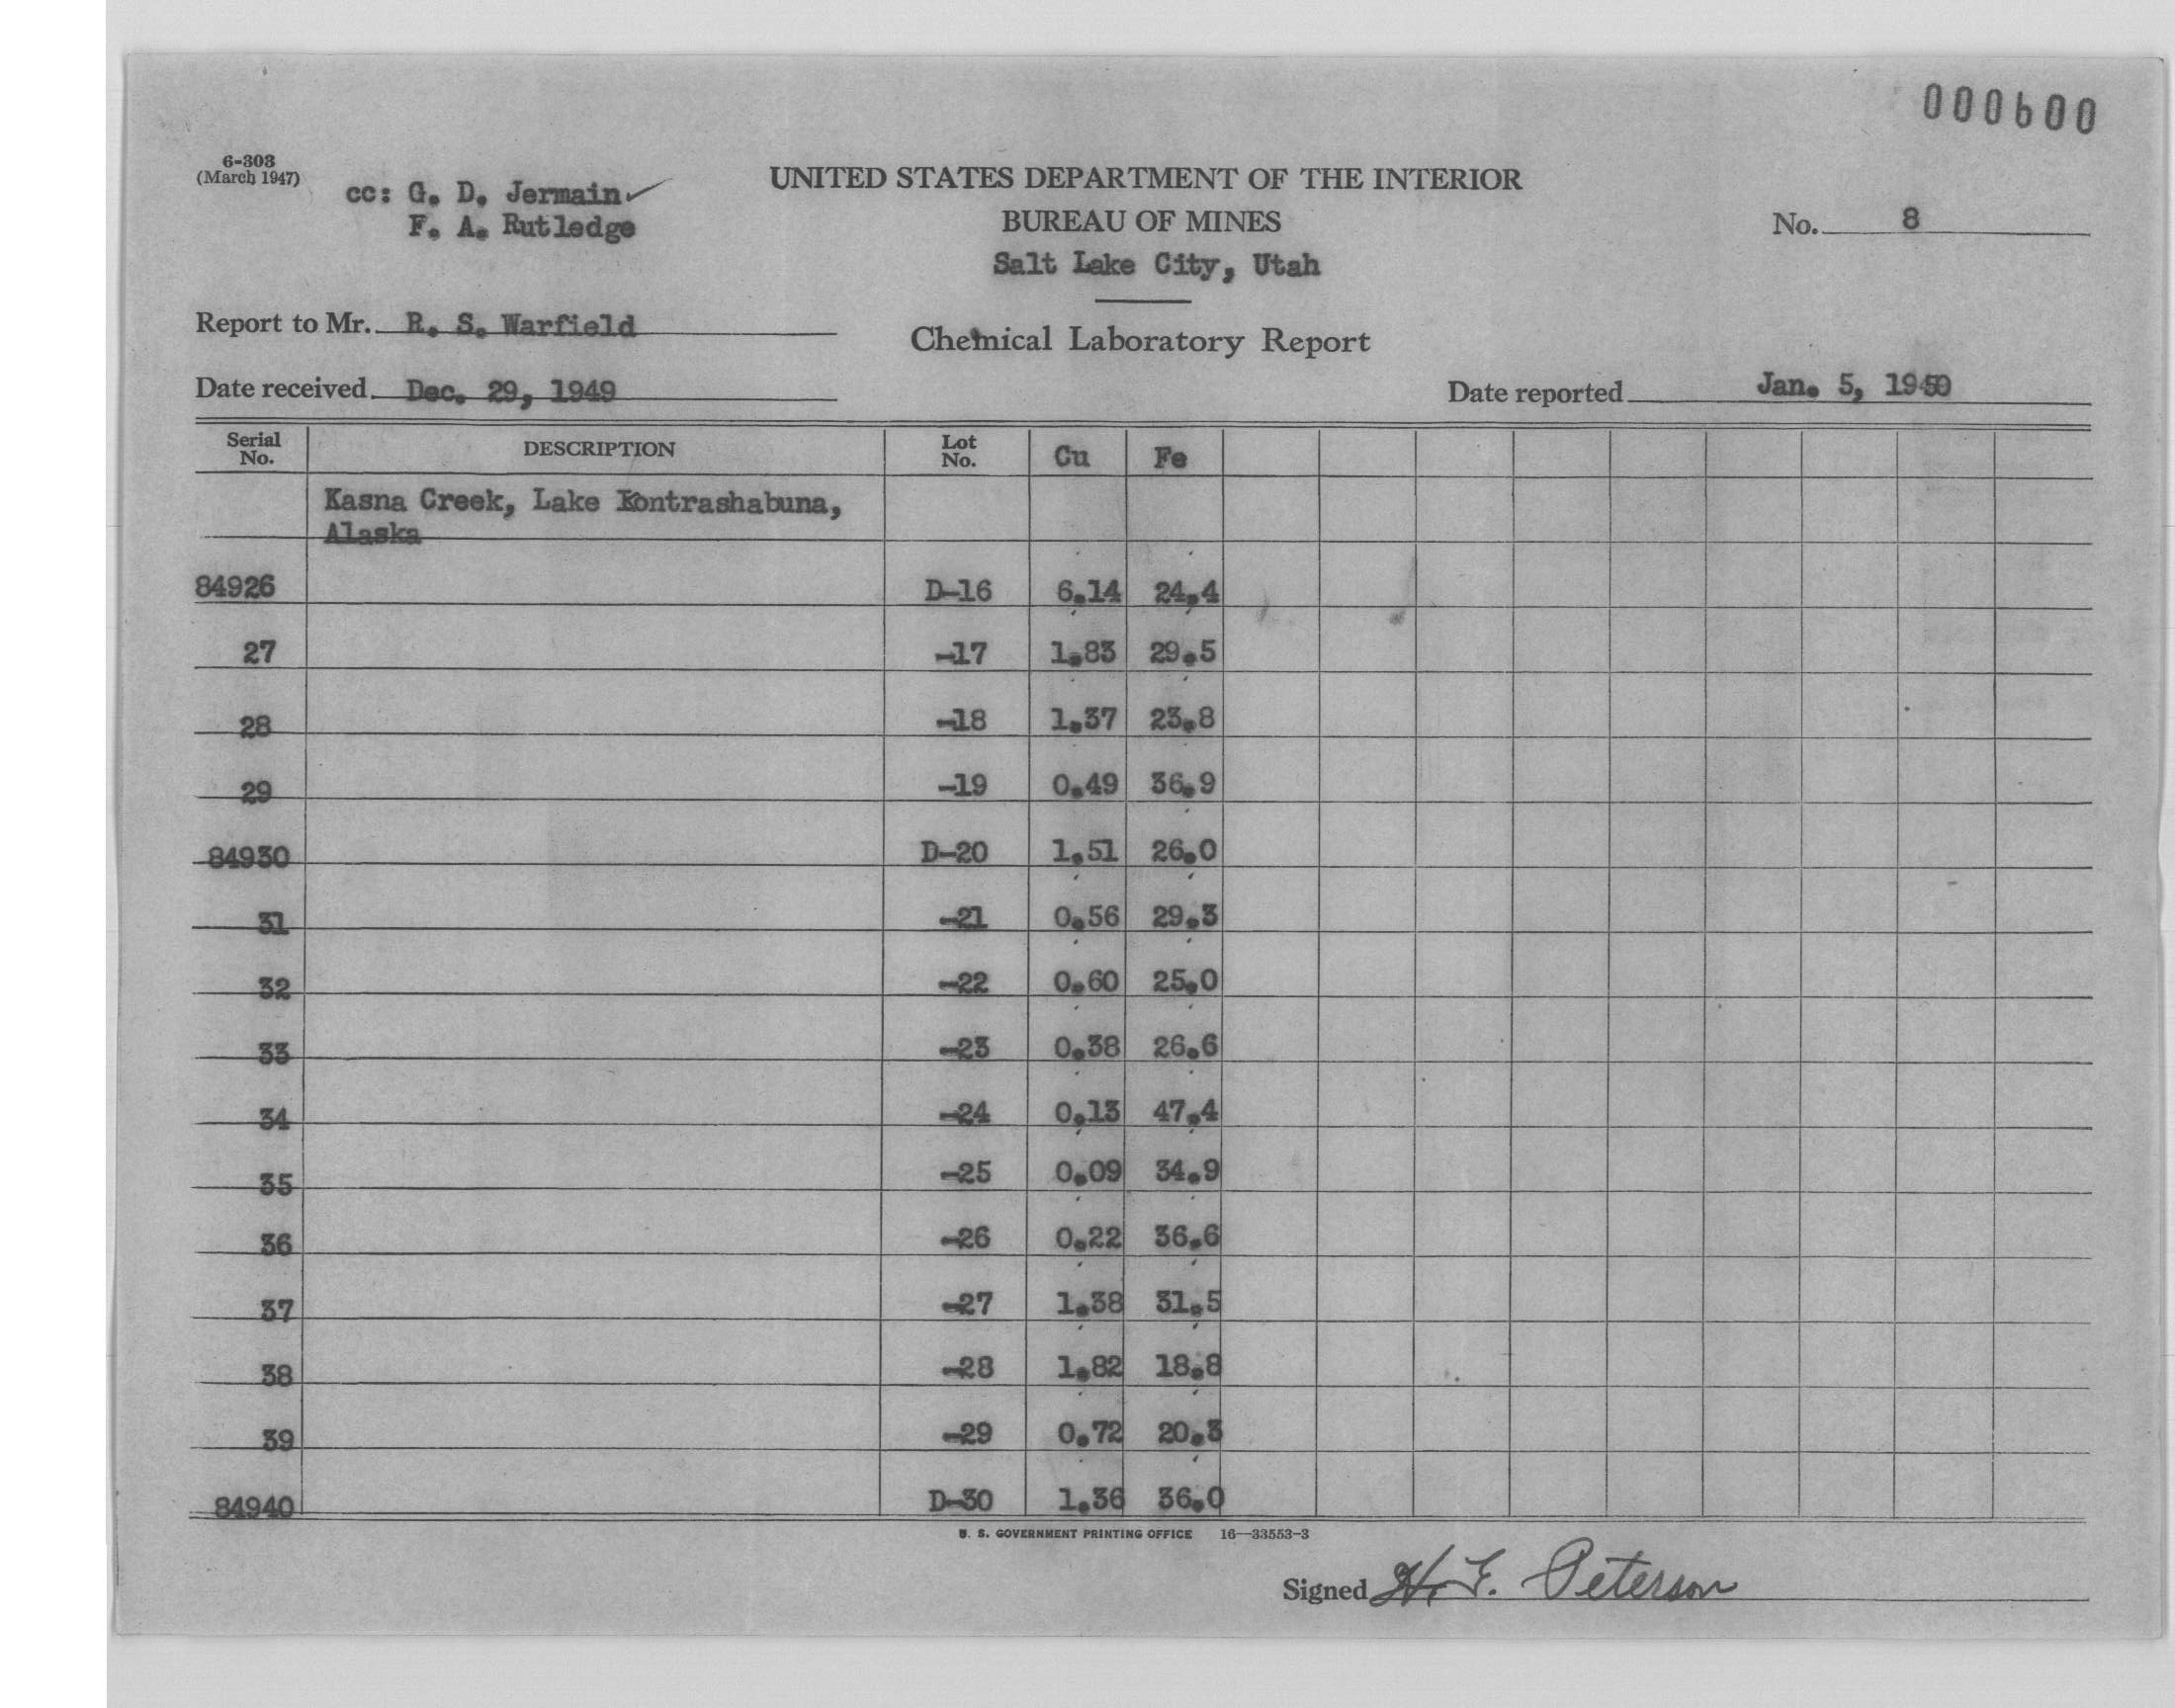 000600
6-303
(March 1947)
cc: G. D. Jermain✓
F. A. Rutledge
UNITED STATES DEPARTMENT OF THE INTERIOR
BUREAU OF MINES
Salt Lake City, Utah
No. 8
Report to Mr. R. S. Warfield
Chemical Laboratory Report
Date received Dec. 29, 1949
Date reported Jan. 5, 1950
Serial No. DESCRIPTION Lot No. Cu Fe
Kasna Creek, Lake Kontrashabuna,
Alaska
84926 D-16 6.14 24.4
27 -17 1.83 29.5
28 -18 1.37 23.8
29 -19 0.49 36.9
84930 D-20 1.51 26.0
31 -21 0.56 29.3
32 -22 0.60 25.0
33 -23 0.38 26.6
34 -24 0.13 47.4
35 -25 0.09 34.9
36 -26 0.22 36.6
37 -27 1.38 31.5
38 -28 1.82 18.8
39 -29 0.72 20.3
84940 D-30 1.36 36.0
U. S. GOVERNMENT PRINTING OFFICE 16—33553-3
Signed H. F. Peterson